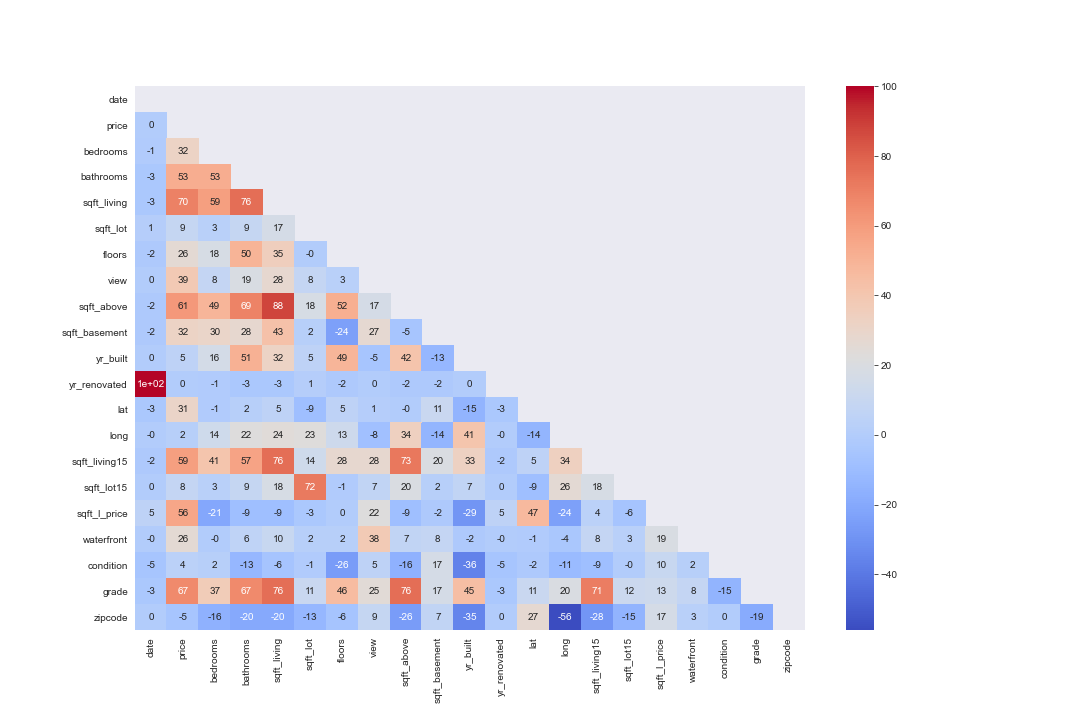 date
price 0
bedrooms -1 32
bathrooms -3 53 53
sqft_living -3 70 59 76
sqft_lot 1 9 3 9 17
floors -2 26 18 50 35 -0
view 0 39 8 19 28 8 3
sqft_above -2 61 49 69 88 18 52 17
sqft_basement -2 32 30 28 43 2 -24 27 -5
yr_built 0 5 16 51 32 5 49 -5 42 -13
yr_renovated 1e+02 0 -1 -3 -3 1 -2 0 -2 -2 0
lat -3 31 -1 2 5 -9 5 1 -0 11 -15 -3
long -0 2 14 22 24 23 13 -8 34 -14 41 -0 -14
sqft_living15 -2 59 41 57 76 14 28 28 73 20 33 -2 5 34
sqft_lot15 0 8 3 9 18 72 -1 7 20 2 7 0 -9 26 18
sqft_l_price 5 56 -21 -9 -9 -3 0 22 -9 -2 -29 5 47 -24 4 -6
waterfront -0 26 -0 6 10 2 2 38 7 8 -2 -0 -1 -4 8 3 19
condition -5 4 2 -13 -6 -1 -26 5 -16 17 -36 -5 -2 -11 -9 -0 10 2
grade -3 67 37 67 76 11 46 25 76 17 45 -3 11 20 71 12 13 8 -15
zipcode 0 -5 -16 -20 -20 -13 -6 9 -26 7 -35 0 27 -56 -28 -15 17 3 0 -19
date price bedrooms bathrooms sqft_living sqft_lot floors view sqft_above sqft_basement yr_built yr_renovated lat long sqft_living15 sqft_lot15 sqft_l_price waterfront condition grade zipcode
100
80
60
40
20
0
-20
-40